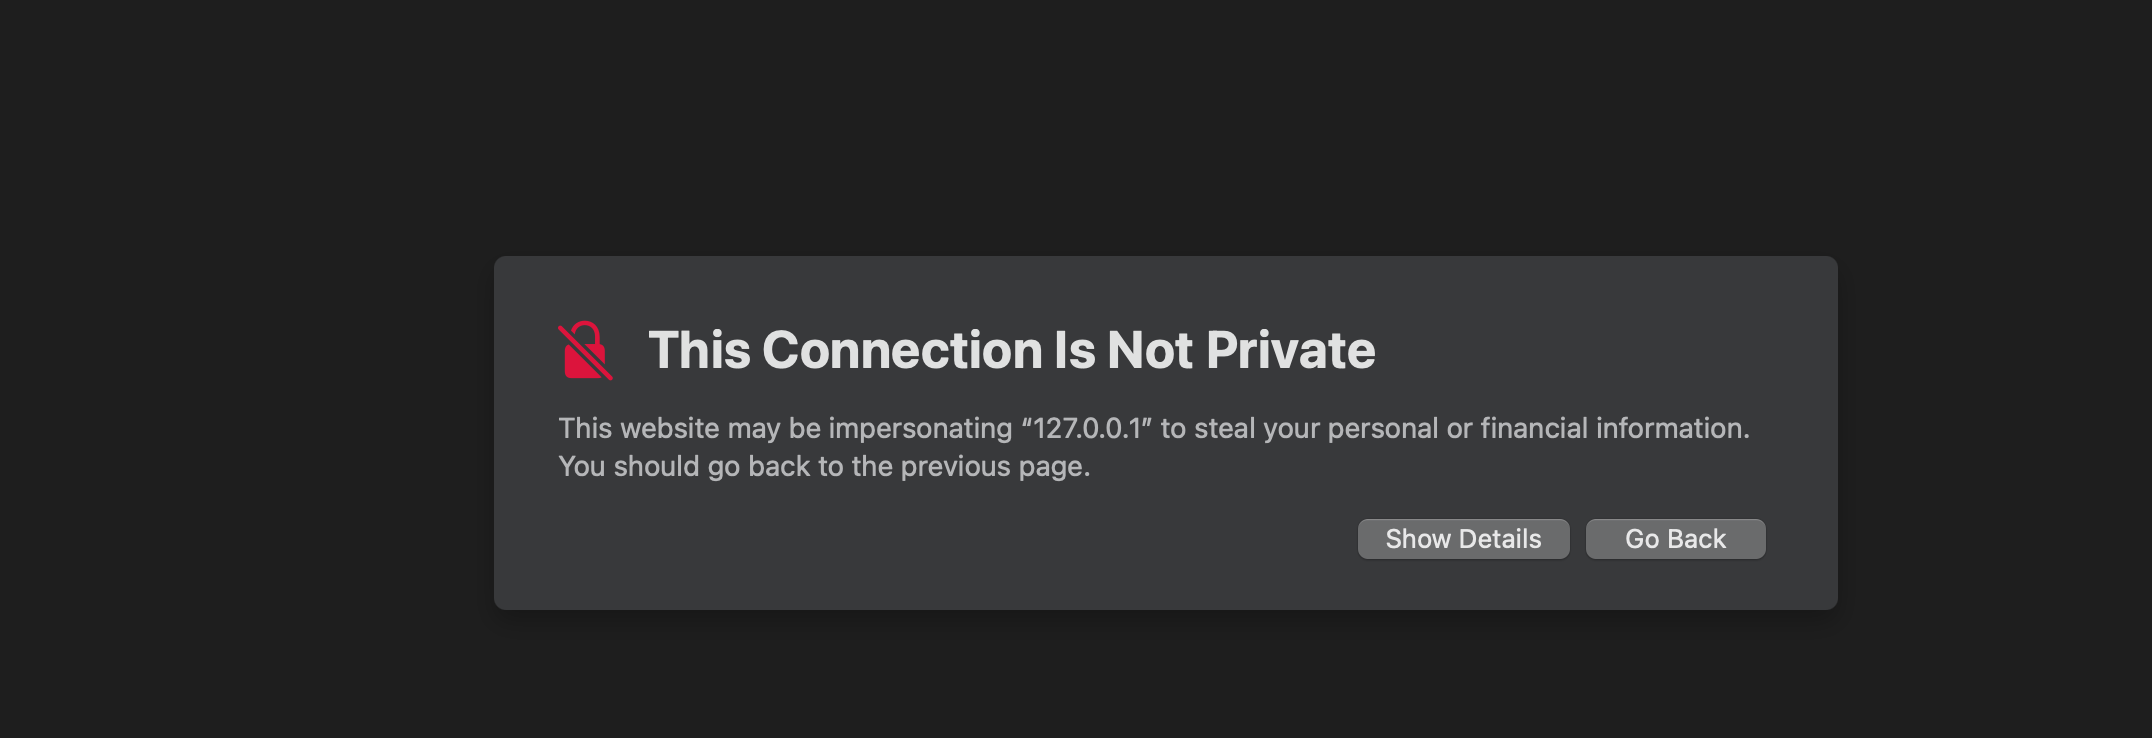 This Connection Is Not Private
This website may be impersonating “127.0.0.1” to steal your personal or financial information.
You should go back to the previous page.
Show Details
Go Back